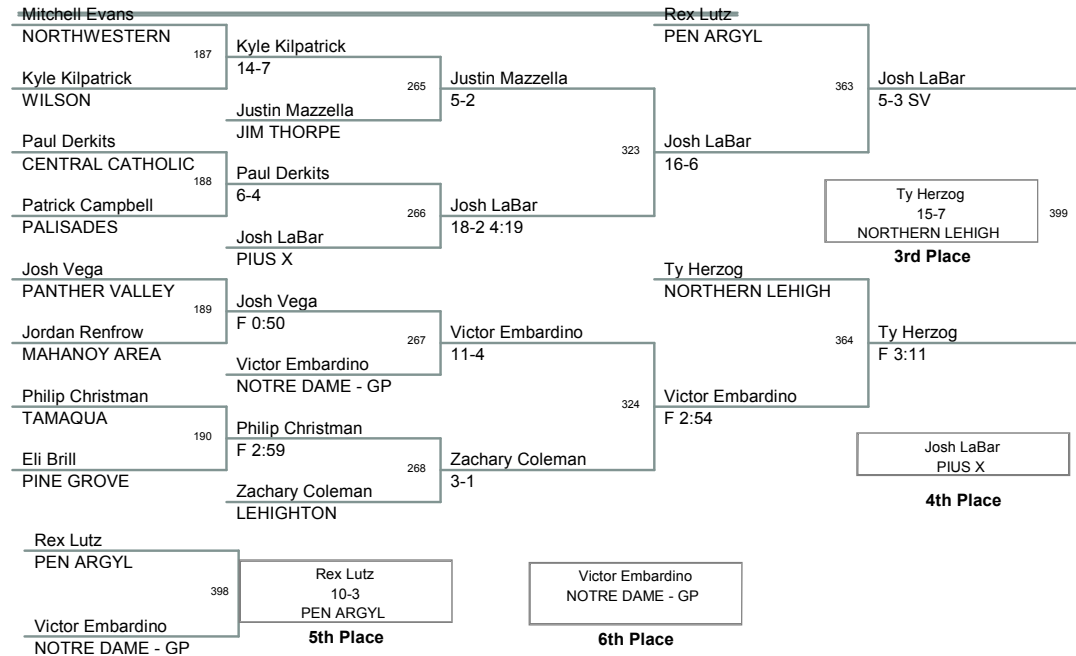 Mitchell Evans
NORTHWESTERN
187
Kyle Kilpatrick
WILSON
Paul Derkits
CENTRAL CATHOLIC
188
Patrick Campbell
PALISADES
Josh Vega
PANTHER VALLEY
189
Jordan Renfrow
MAHANOY AREA
Philip Christman
TAMAQUA
190
Eli Brill
PINE GROVE
Kyle Kilpatrick
14-7
265
Justin Mazzella
JIM THORPE
Paul Derkits
6-4
266
Josh LaBar
PIUS X
Josh Vega
F 0:50
267
Victor Embardino
NOTRE DAME - GP
Philip Christman
F 2:59
268
Zachary Coleman
LEHIGHTON
Justin Mazzella
5-2
323
Josh LaBar
18-2 4:19
Victor Embardino
11-4
324
Zachary Coleman
3-1
Rex Lutz
PEN ARGYL
363
Josh LaBar
16-6
Ty Herzog
NORTHERN LEHIGH
364
Victor Embardino
F 2:54
Josh LaBar
5-3 SV
Ty Herzog
15-7
NORTHERN LEHIGH
399
3rd Place
Ty Herzog
F 3:11
Josh LaBar
PIUS X
4th Place
Rex Lutz
PEN ARGYL
398
Victor Embardino
NOTRE DAME - GP
Rex Lutz
10-3
PEN ARGYL
5th Place
Victor Embardino
NOTRE DAME - GP
6th Place